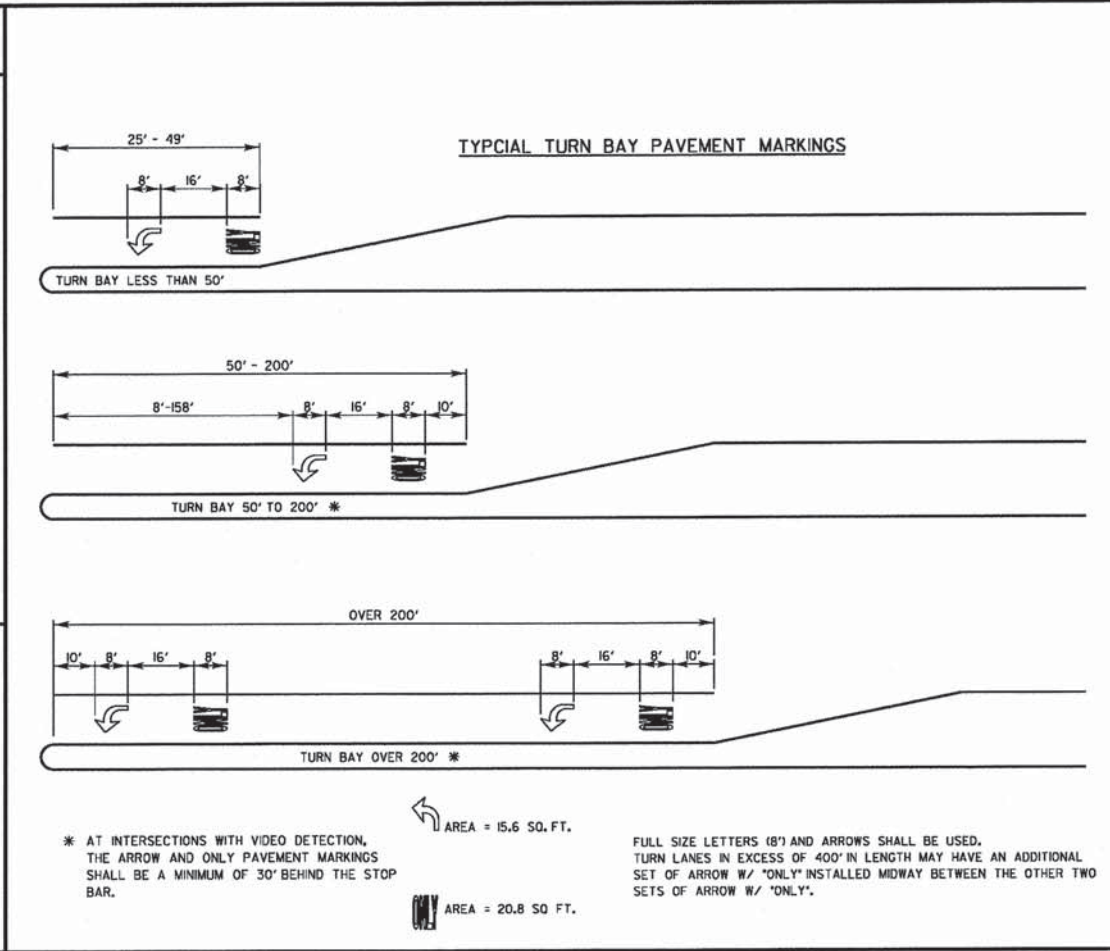 TYPCIAL TURN BAY PAVEMENT MARKINGS
25' - 49'
8' 16' 8'
TURN BAY LESS THAN 50'
50' - 200'
8'-158' 8' 16' 8' 10'
TURN BAY 50' TO 200' *
OVER 200'
10' 8' 16' 8' 8' 16' 8' 10'
TURN BAY OVER 200' *
* AT INTERSECTIONS WITH VIDEO DETECTION,
THE ARROW AND ONLY PAVEMENT MARKINGS
SHALL BE A MINIMUM OF 30' BEHIND THE STOP
BAR.
AREA = 15.6 SQ. FT.
ONLY AREA = 20.8 SQ FT.
FULL SIZE LETTERS (8') AND ARROWS SHALL BE USED.
TURN LANES IN EXCESS OF 400' IN LENGTH MAY HAVE AN ADDITIONAL
SET OF ARROW W/ "ONLY" INSTALLED MIDWAY BETWEEN THE OTHER TWO
SETS OF ARROW W/ "ONLY".